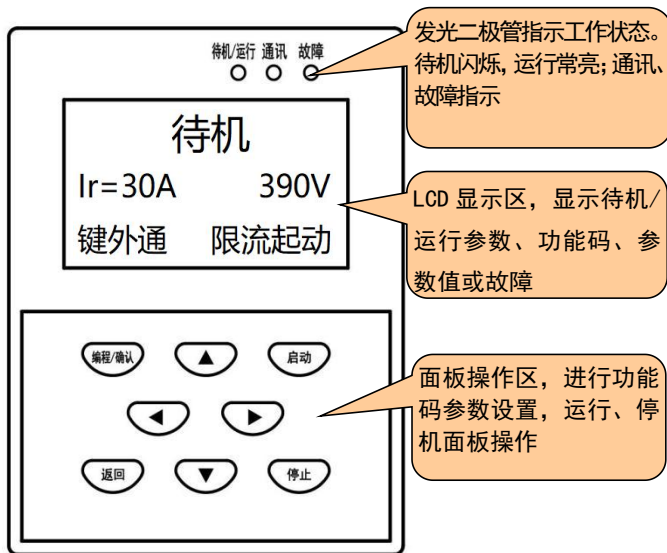 待机/运行 通讯 故障
待机
Ir=30A 390V
键外通 限流起动
编程/确认 ▲ 启动
◀ ▶
返回 ▼ 停止
发光二极管指示工作状态。
待机闪烁,运行常亮;通讯、
故障指示
LCD 显示区，显示待机/
运行参数、功能码、参
数值或故障
面板操作区，进行功能
码参数设置，运行、停
机面板操作